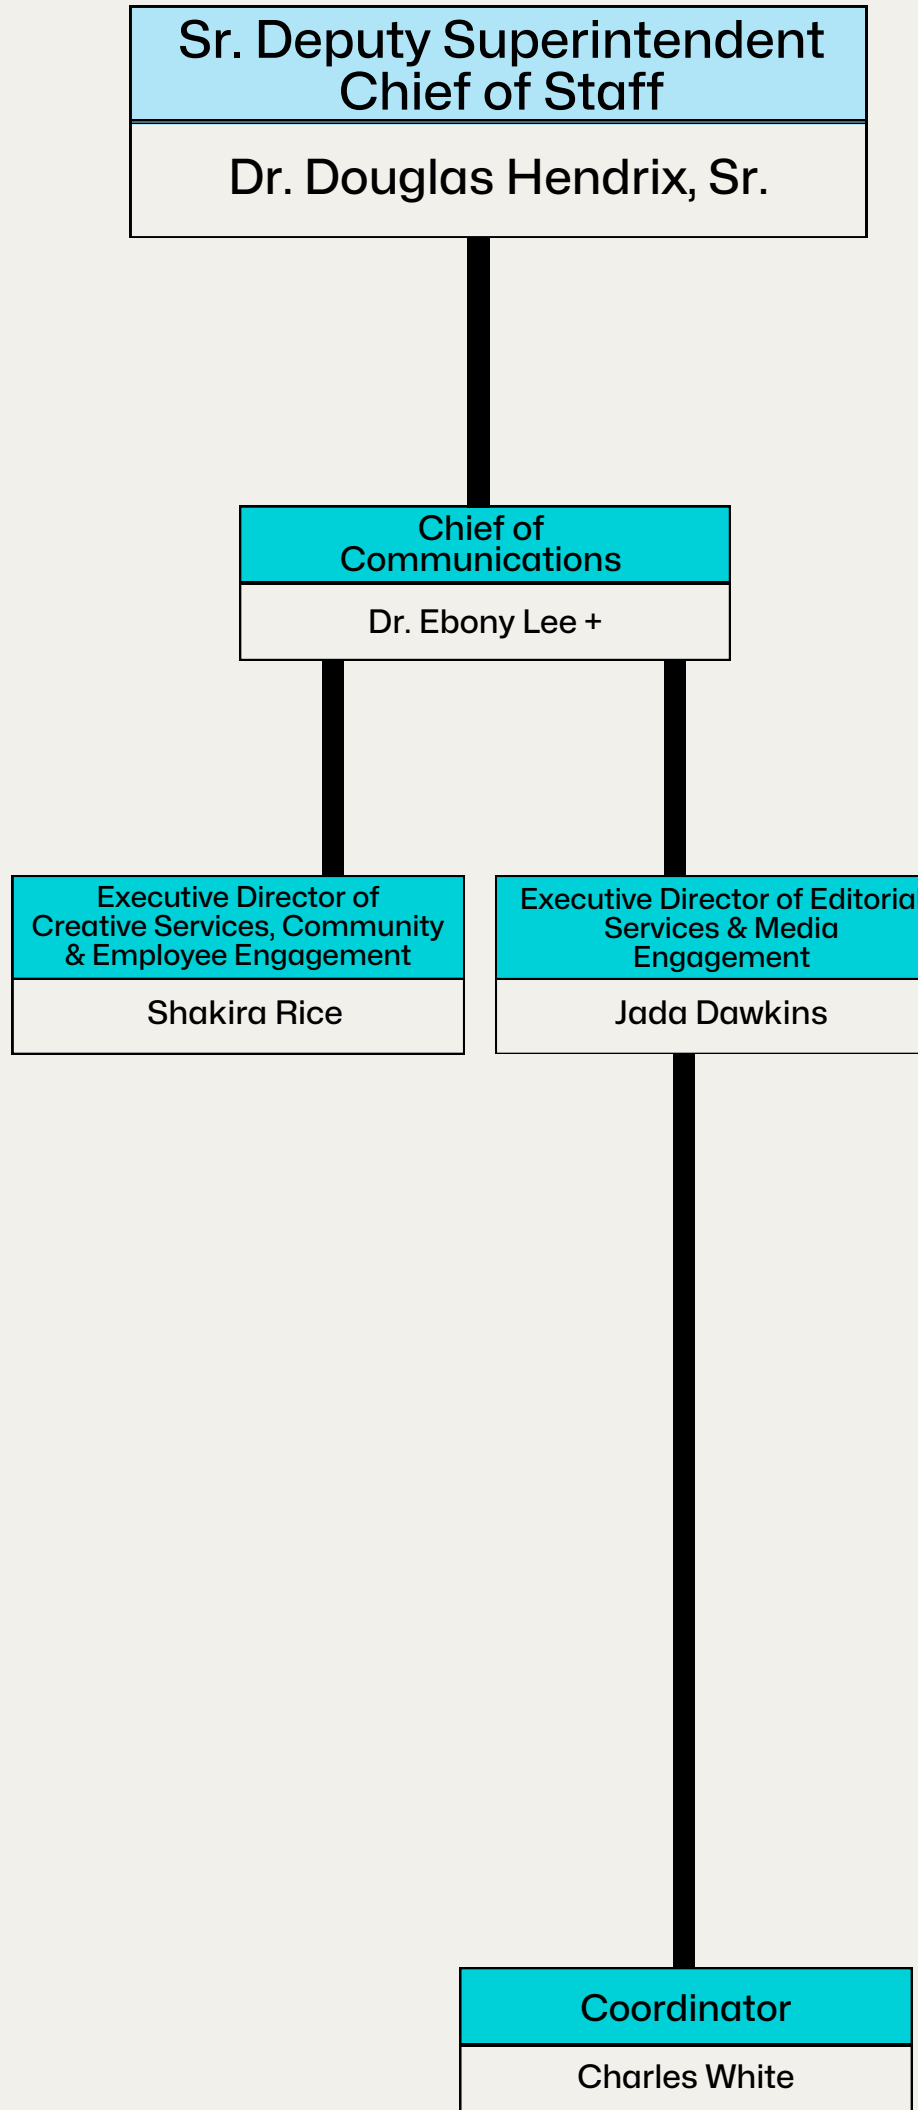 Sr. Deputy Superintendent
Chief of Staff
Dr. Douglas Hendrix, Sr.
Chief of
Communications
Dr. Ebony Lee +
Executive Director of
Creative Services, Community
& Employee Engagement
Shakira Rice
Executive Director of Editorial
Services & Media
Engagement
Jada Dawkins
Coordinator
Charles White